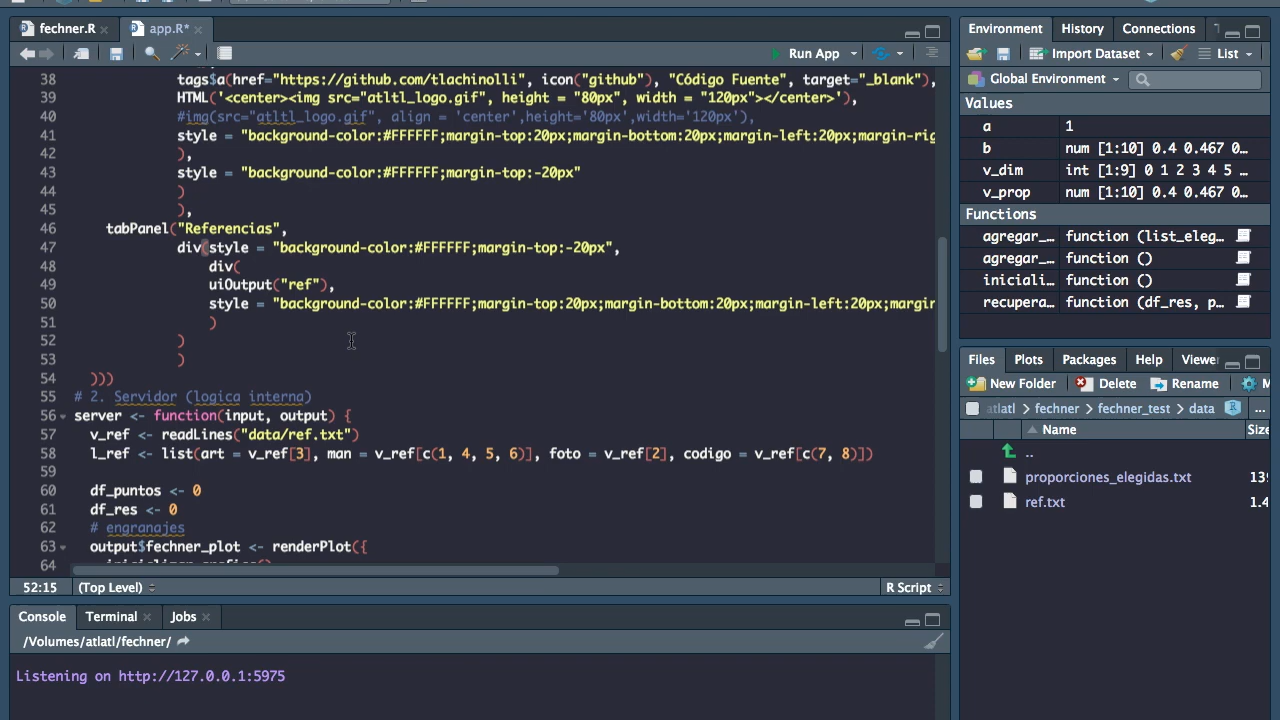 fechner.R
app.R*
Run App
38 tags$a(href="https://github.com/tlachinolli", icon("github"), "Código Fuente", target="_blank"),
39 HTML('<center><img src="atltl_logo.gif", height = "80px", width = "120px"></center>'),
40 #img(src="atltl_logo.gif", align = 'center',height='80px',width='120px'),
41 style = "background-color:#FFFFFF;margin-top:20px;margin-bottom:20px;margin-left:20px;margin-rig
42 ),
43 style = "background-color:#FFFFFF;margin-top:-20px"
44 )
45 ),
46 tabPanel("Referencias",
47 div(style = "background-color:#FFFFFF;margin-top:-20px",
48 div(
49 uiOutput("ref"),
50 style = "background-color:#FFFFFF;margin-top:20px;margin-bottom:20px;margin-left:20px;margin
51 )
52 )
53 )
54 )))
55 # 2. Servidor (logica interna)
56 server <- function(input, output) {
57 v_ref <- readLines("data/ref.txt")
58 l_ref <- list(art = v_ref[3], man = v_ref[c(1, 4, 5, 6)], foto = v_ref[2], codigo = v_ref[c(7, 8)])
59
60 df_puntos <- 0
61 df_res <- 0
62 # engranajes
63 output$fechner_plot <- renderPlot({
64
52:15 (Top Level) R Script
Console Terminal Jobs
/Volumes/atlatl/fechner/
Listening on http://127.0.0.1:5975
Environment History Connections
Import Dataset List
Global Environment
Values
a 1
b num [1:10] 0.4 0.467 0…
v_dim int [1:9] 0 1 2 3 4 5 …
v_prop num [1:10] 0.4 0.467 0…
Functions
agregar_… function (list_eleg…
agregar_… function ()
iniciali… function ()
recupera… function (df_res, p…
Files Plots Packages Help Viewe
New Folder Delete Rename M
atlatl fechner fechner_test data ...
Name Size
..
proporciones_elegidas.txt 139
ref.txt 1.4